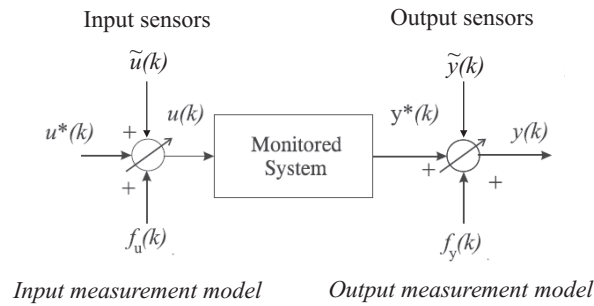 Input sensors
Output sensors
ũ(k)
ỹ(k)
u*(k)
+
u(k)
Monitored
System
y*(k)
y(k)
+
+
+
fu(k)
fy(k)
Input measurement model
Output measurement model